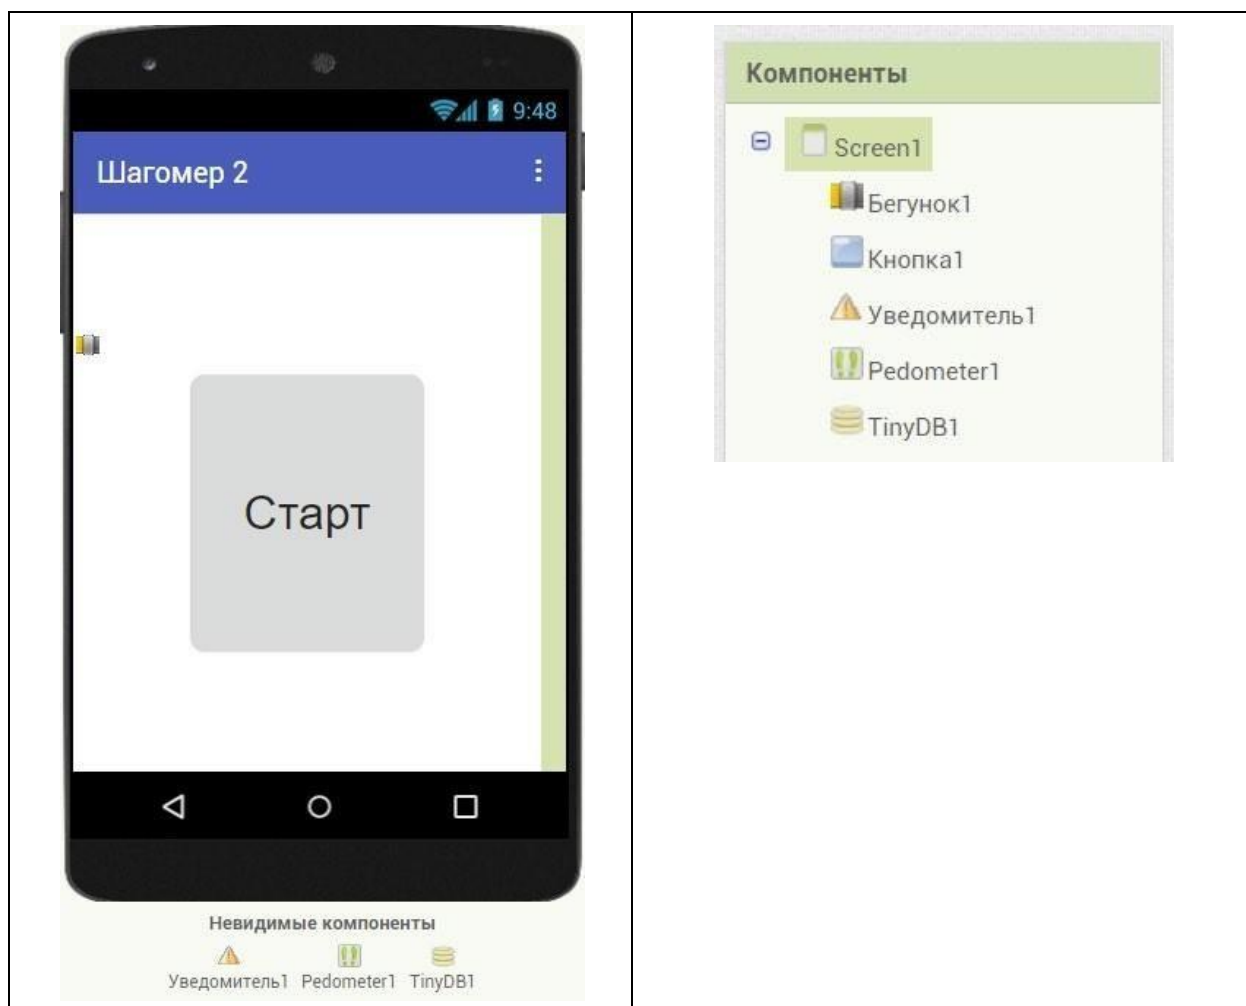 9:48
Шагомер 2
Старт
Невидимые компоненты
Уведомитель1 Pedometer1 TinyDB1
Компоненты
Screen1
Бегунок1
Кнопка1
Уведомитель1
Pedometer1
TinyDB1